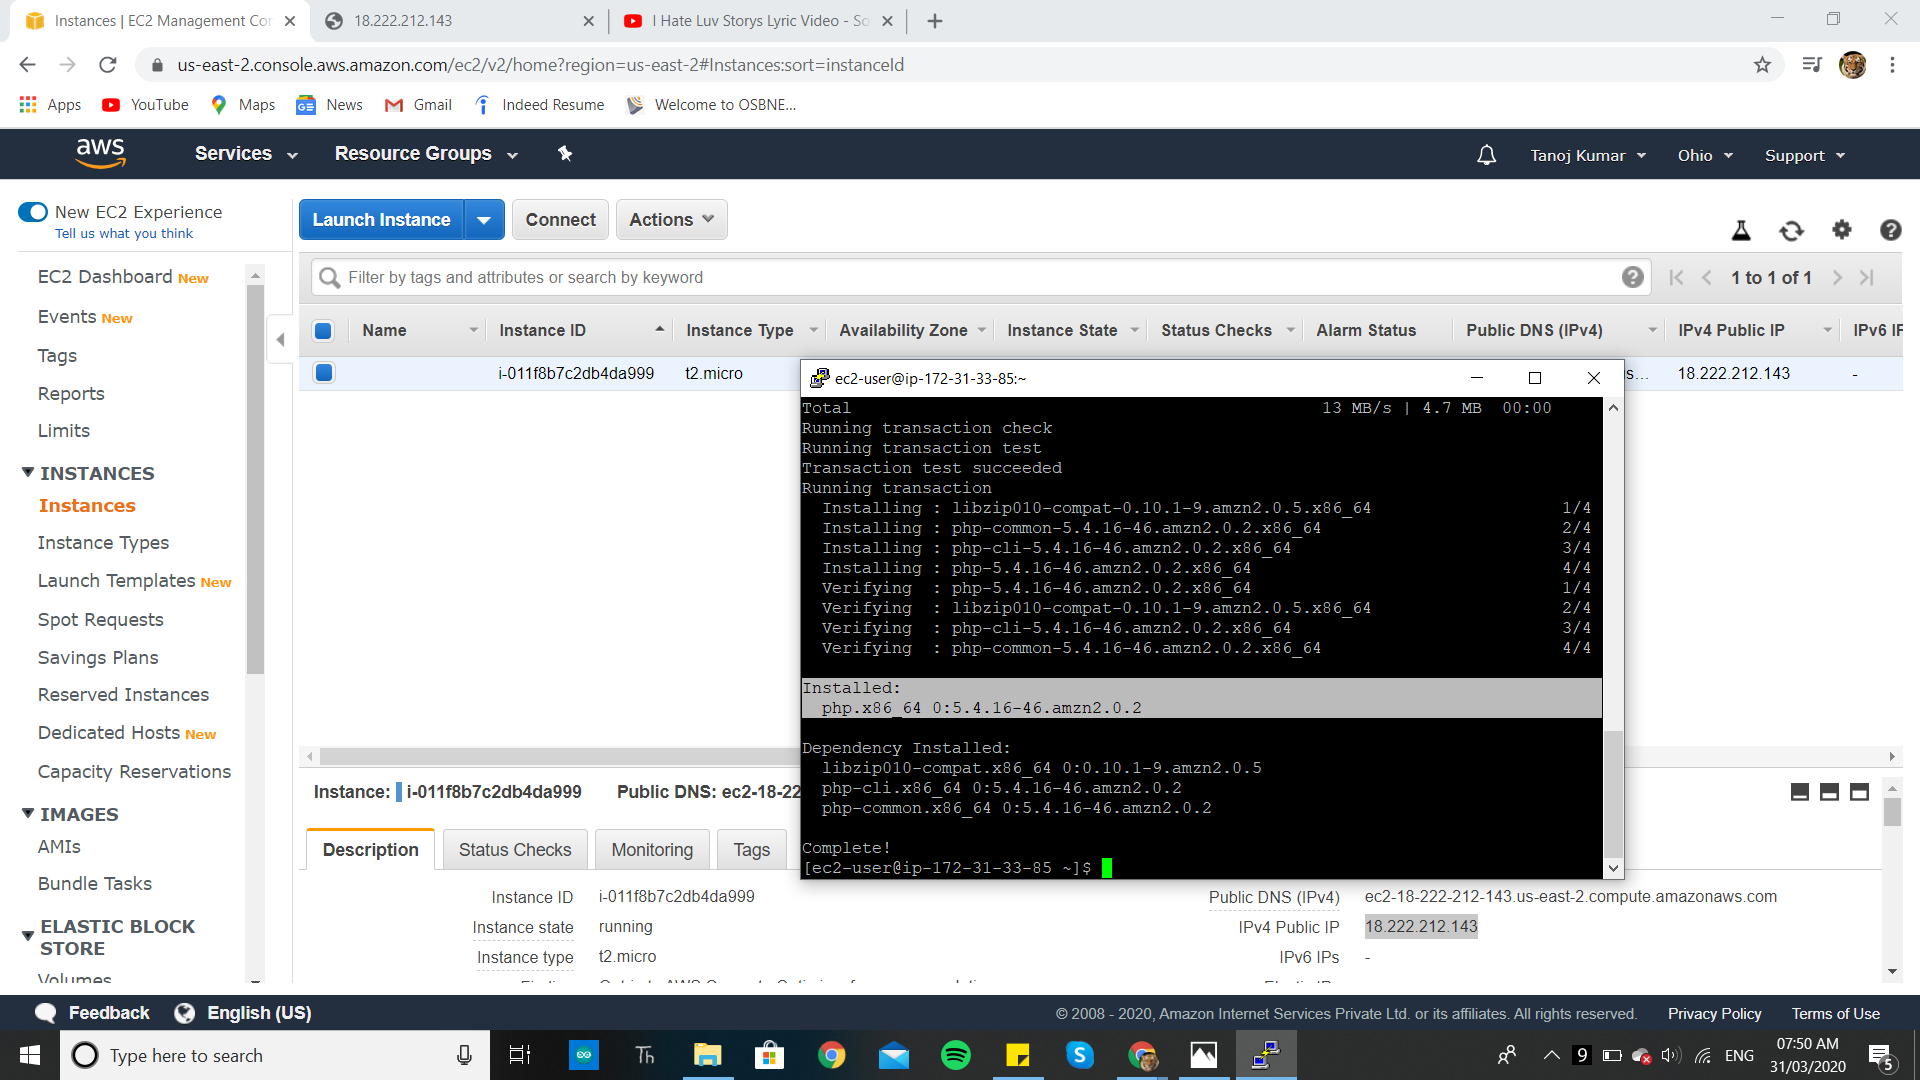 Instances | EC2 Management Con
18.222.212.143
I Hate Luv Storys Lyric Video - So
us-east-2.console.aws.amazon.com/ec2/v2/home?region=us-east-2#Instances:sort=instanceId
Apps YouTube Maps News Gmail Indeed Resume Welcome to OSBNE...
aws Services Resource Groups Tanoj Kumar Ohio Support
New EC2 Experience
Tell us what you think
Launch Instance Connect Actions
EC2 Dashboard New
Events New
Tags
Reports
Limits
INSTANCES
Instances
Instance Types
Launch Templates New
Spot Requests
Savings Plans
Reserved Instances
Dedicated Hosts New
Capacity Reservations
IMAGES
AMIs
Bundle Tasks
ELASTIC BLOCK
STORE
Volumes
Filter by tags and attributes or search by keyword
1 to 1 of 1
Name Instance ID Instance Type Availability Zone Instance State Status Checks Alarm Status Public DNS (IPv4) IPv4 Public IP IPv6 IP
i-011f8b7c2db4da999 t2.micro s... 18.222.212.143 -
ec2-user@ip-172-31-33-85:~
Total 13 MB/s | 4.7 MB 00:00
Running transaction check
Running transaction test
Transaction test succeeded
Running transaction
Installing : libzip010-compat-0.10.1-9.amzn2.0.5.x86_64 1/4
Installing : php-common-5.4.16-46.amzn2.0.2.x86_64 2/4
Installing : php-cli-5.4.16-46.amzn2.0.2.x86_64 3/4
Installing : php-5.4.16-46.amzn2.0.2.x86_64 4/4
Verifying : php-5.4.16-46.amzn2.0.2.x86_64 1/4
Verifying : libzip010-compat-0.10.1-9.amzn2.0.5.x86_64 2/4
Verifying : php-cli-5.4.16-46.amzn2.0.2.x86_64 3/4
Verifying : php-common-5.4.16-46.amzn2.0.2.x86_64 4/4
Installed:
php.x86_64 0:5.4.16-46.amzn2.0.2
Dependency Installed:
libzip010-compat.x86_64 0:0.10.1-9.amzn2.0.5
php-cli.x86_64 0:5.4.16-46.amzn2.0.2
php-common.x86_64 0:5.4.16-46.amzn2.0.2
Complete!
[ec2-user@ip-172-31-33-85 ~]$
Instance: i-011f8b7c2db4da999 Public DNS: ec2-18-22
Description Status Checks Monitoring Tags
Instance ID i-011f8b7c2db4da999
Instance state running
Instance type t2.micro
Public DNS (IPv4) ec2-18-222-212-143.us-east-2.compute.amazonaws.com
IPv4 Public IP 18.222.212.143
IPv6 IPs -
Feedback English (US)
© 2008 - 2020, Amazon Internet Services Private Ltd. or its affiliates. All rights reserved. Privacy Policy Terms of Use
Type here to search
Th
9
ENG
07:50 AM
31/03/2020
5